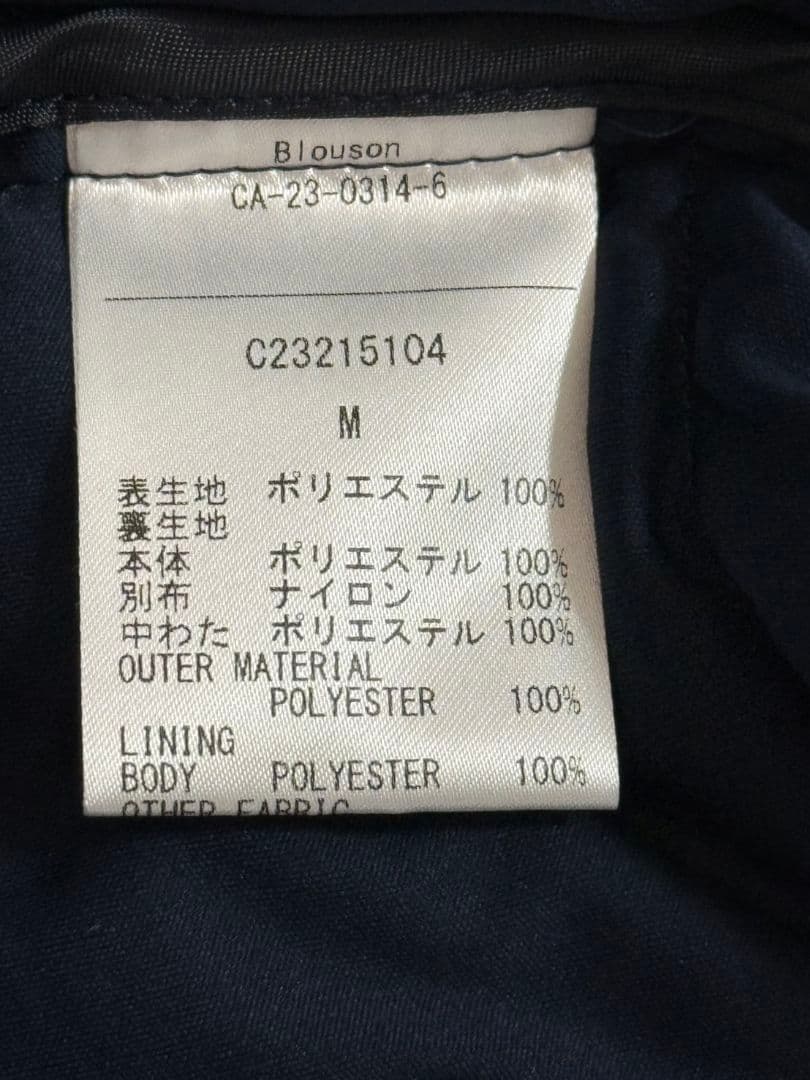 Blouson
CA-23-0314-6
C23215104
M
表生地 ポリエステル 100%
裏生地
本体 ポリエステル 100%
別布 ナイロン 100%
中わた ポリエステル 100%
OUTER MATERIAL
POLYESTER 100%
LINING
BODY POLYESTER 100%
OTHER FABRIC